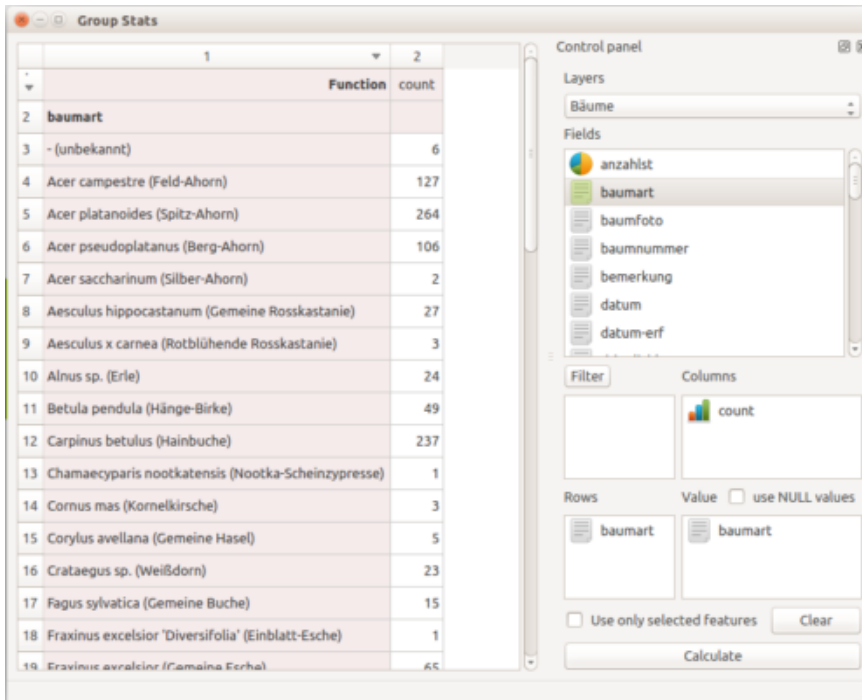 Group Stats
1 2
Function count
2 baumart
3 - (unbekannt) 6
4 Acer campestre (Feld-Ahorn) 127
5 Acer platanoides (Spitz-Ahorn) 264
6 Acer pseudoplatanus (Berg-Ahorn) 106
7 Acer saccharinum (Silber-Ahorn) 2
8 Aesculus hippocastanum (Gemeine Rosskastanie) 27
9 Aesculus x carnea (Rotblühende Rosskastanie) 3
10 Alnus sp. (Erle) 24
11 Betula pendula (Hänge-Birke) 49
12 Carpinus betulus (Hainbuche) 237
13 Chamaecyparis nootkatensis (Nootka-Scheinzypresse) 1
14 Cornus mas (Kornelkirsche) 3
15 Corylus avellana (Gemeine Hasel) 5
16 Crataegus sp. (Weißdorn) 23
17 Fagus sylvatica (Gemeine Buche) 15
18 Fraxinus excelsior 'Diversifolia' (Einblatt-Esche) 1
19 Fraxinus excelsior (Gemeine Esche) 65
Control panel
Layers
Bäume
Fields
anzahlst
baumart
baumfoto
baumnummer
bemerkung
datum
datum-erf
Filter Columns
count
Rows Value use NULL values
baumart baumart
Use only selected features Clear
Calculate